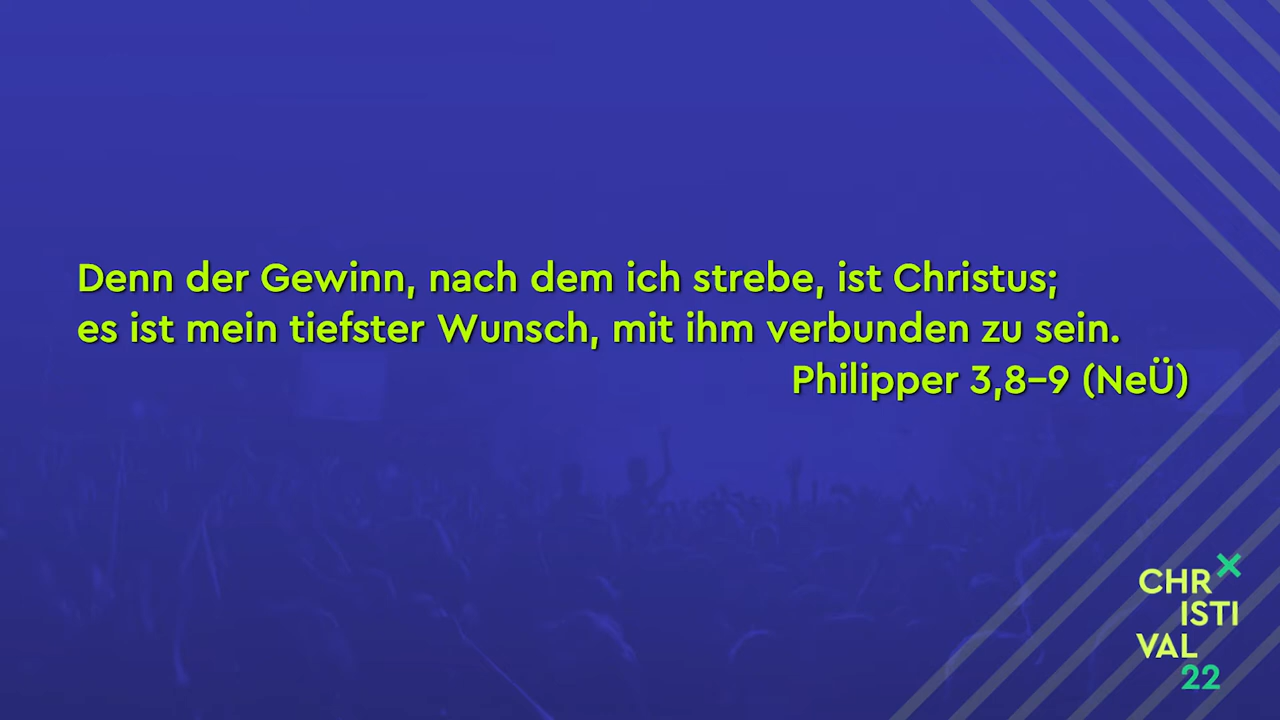 Denn der Gewinn, nach dem ich strebe, ist Christus;
es ist mein tiefster Wunsch, mit ihm verbunden zu sein.
Philipper 3,8–9 (NeÜ)
CHR
ISTI
VAL
22